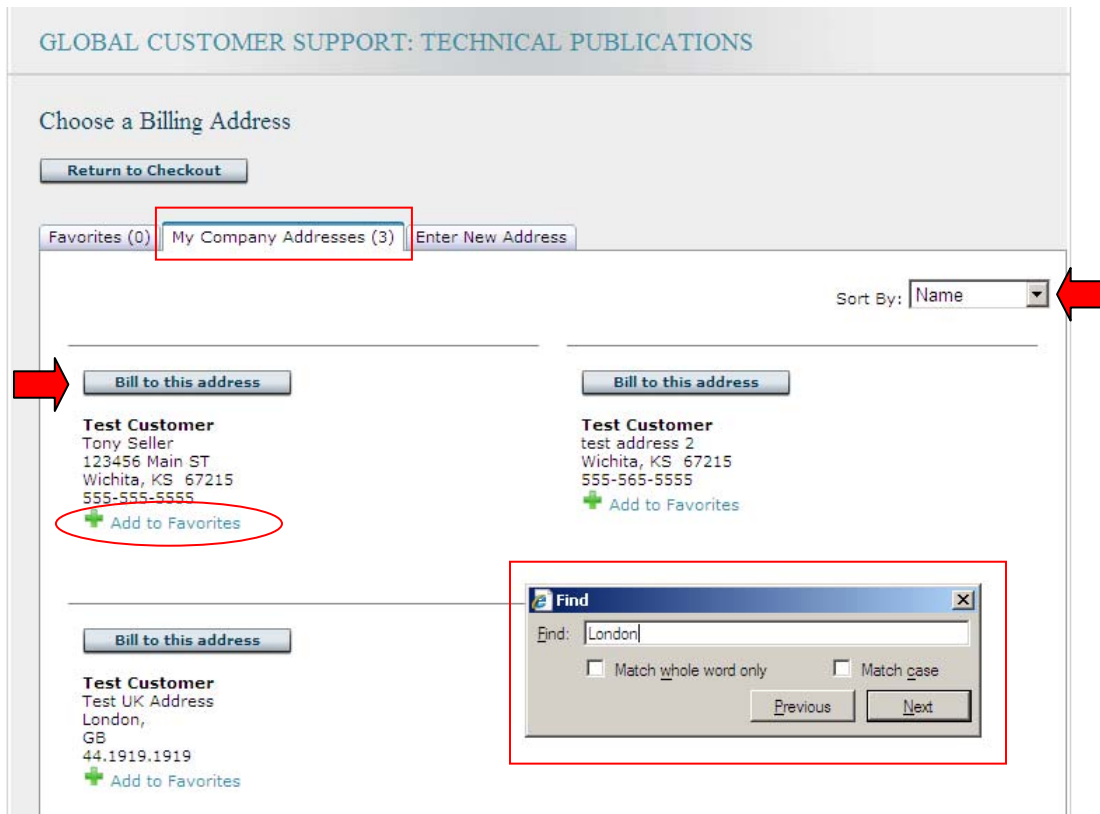 GLOBAL CUSTOMER SUPPORT: TECHNICAL PUBLICATIONS
Choose a Billing Address
Return to Checkout
Favorites (0) My Company Addresses (3) Enter New Address
Sort By: Name
Bill to this address
Test Customer
Tony Seller
123456 Main ST
Wichita, KS 67215
555-555-5555
Add to Favorites
Bill to this address
Test Customer
test address 2
Wichita, KS 67215
555-565-5555
Add to Favorites
Bill to this address
Test Customer
Test UK Address
London,
GB
44.1919.1919
Add to Favorites
Find
Find: London
Match whole word only Match case
Previous Next